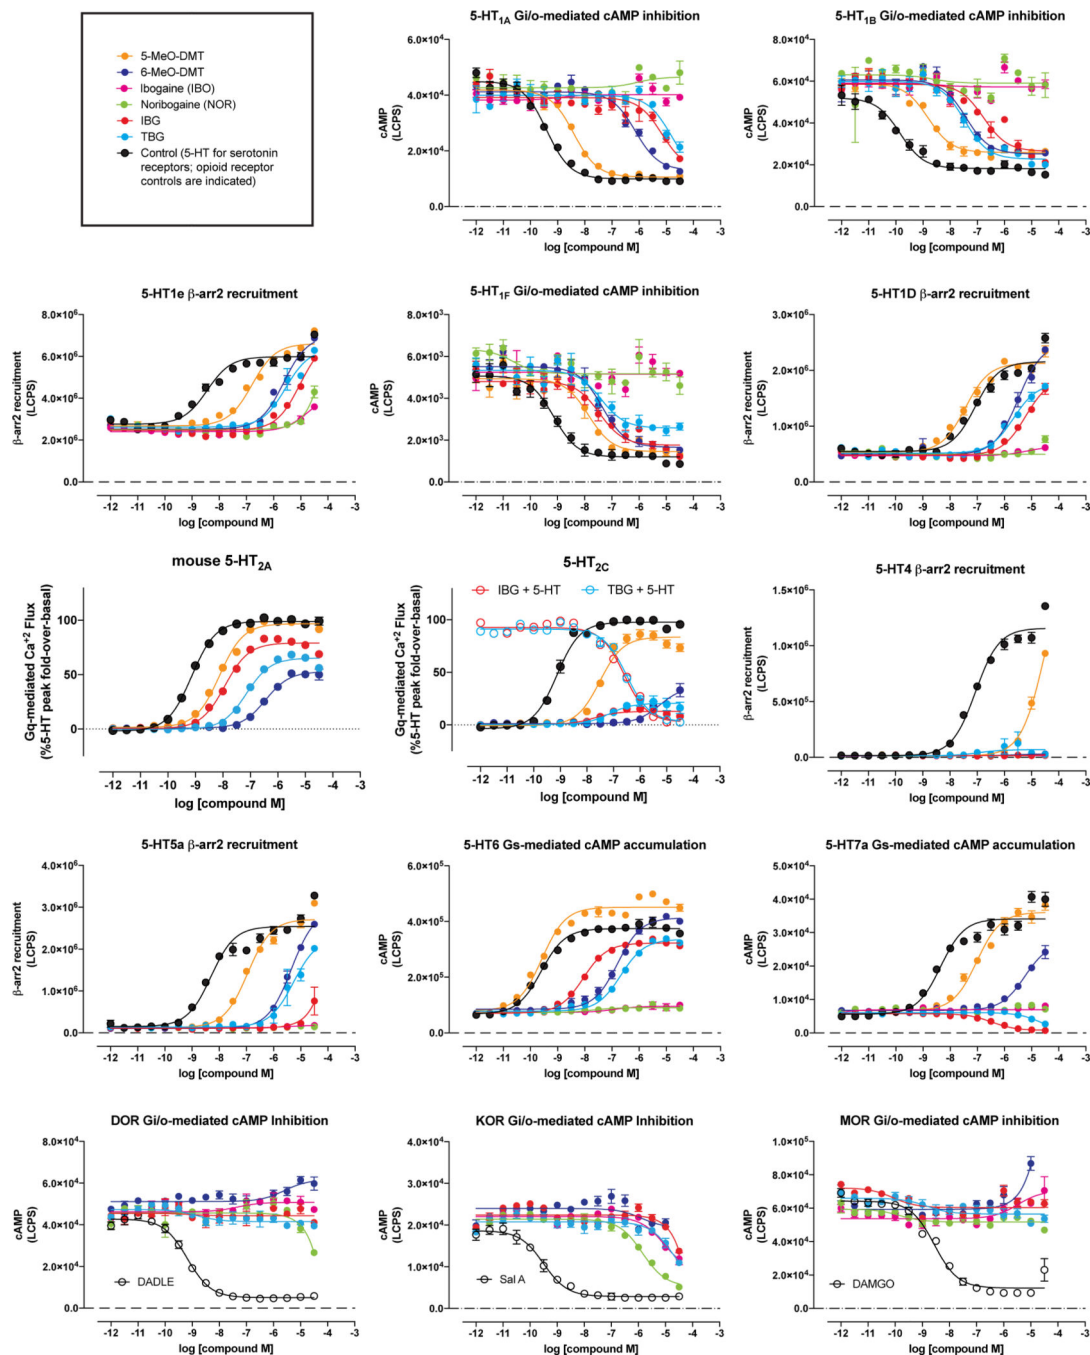 5-MeO-DMT
6-MeO-DMT
Ibogaine (IBO)
Noribogaine (NOR)
IBG
TBG
Control (5-HT for serotonin
receptors; opioid receptor
controls are indicated)
5-HT1A Gi/o-mediated cAMP inhibition
cAMP
(LCPS)
6.0×10⁴
4.0×10⁴
2.0×10⁴
0.0
-12 -11 -10 -9 -8 -7 -6 -5 -4 -3
log [compound M]
5-HT1B Gi/o-mediated cAMP inhibition
cAMP
(LCPS)
8.0×10⁴
6.0×10⁴
4.0×10⁴
2.0×10⁴
0.0
-12 -11 -10 -9 -8 -7 -6 -5 -4 -3
log [compound M]
5-HT1e β-arr2 recruitment
β-arr2 recruitment
(LCPS)
8.0×10⁶
6.0×10⁶
4.0×10⁶
2.0×10⁶
0.0
-12 -11 -10 -9 -8 -7 -6 -5 -4 -3
log [compound M]
5-HT1F Gi/o-mediated cAMP inhibition
cAMP
(LCPS)
8.0×10³
6.0×10³
4.0×10³
2.0×10³
0.0
-12 -11 -10 -9 -8 -7 -6 -5 -4 -3
log [compound M]
5-HT1D β-arr2 recruitment
β-arr2 recruitment
(LCPS)
3.0×10⁶
2.0×10⁶
1.0×10⁶
0.0
-12 -11 -10 -9 -8 -7 -6 -5 -4 -3
log [compound M]
mouse 5-HT2A
Gq-mediated Ca⁺² Flux
(%5-HT peak fold-over-basal)
100
50
0
-12 -11 -10 -9 -8 -7 -6 -5 -4 -3
log [compound M]
5-HT2C
IBG + 5-HT
TBG + 5-HT
Gq-mediated Ca⁺² Flux
(%5-HT peak fold-over-basal)
100
50
0
-12 -11 -10 -9 -8 -7 -6 -5 -4 -3
log [compound M]
5-HT4 β-arr2 recruitment
β-arr2 recruitment
(LCPS)
1.5×10⁶
1.0×10⁶
5.0×10⁵
0.0
-12 -11 -10 -9 -8 -7 -6 -5 -4 -3
log [compound M]
5-HT5a β-arr2 recruitment
β-arr2 recruitment
(LCPS)
4.0×10⁶
3.0×10⁶
2.0×10⁶
1.0×10⁶
0.0
-12 -11 -10 -9 -8 -7 -6 -5 -4 -3
log [compound M]
5-HT6 Gs-mediated cAMP accumulation
cAMP
(LCPS)
6.0×10⁵
4.0×10⁵
2.0×10⁵
0.0
-12 -11 -10 -9 -8 -7 -6 -5 -4 -3
log [compound M]
5-HT7a Gs-mediated cAMP accumulation
cAMP
(LCPS)
5.0×10⁴
4.0×10⁴
3.0×10⁴
2.0×10⁴
1.0×10⁴
0.0
-12 -11 -10 -9 -8 -7 -6 -5 -4 -3
log [compound M]
DOR Gi/o-mediated cAMP Inhibition
cAMP
(LCPS)
8.0×10⁴
6.0×10⁴
4.0×10⁴
2.0×10⁴
0.0
DADLE
-12 -11 -10 -9 -8 -7 -6 -5 -4 -3
log [compound M]
KOR Gi/o-mediated cAMP Inhibition
cAMP
(LCPS)
4.0×10⁴
3.0×10⁴
2.0×10⁴
1.0×10⁴
0.0
Sal A
-12 -11 -10 -9 -8 -7 -6 -5 -4 -3
log [compound M]
MOR Gi/o-mediated cAMP inhibition
cAMP
(LCPS)
1.0×10⁵
8.0×10⁴
6.0×10⁴
4.0×10⁴
2.0×10⁴
0.0
DAMGO
-12 -11 -10 -9 -8 -7 -6 -5 -4 -3
log [compound M]